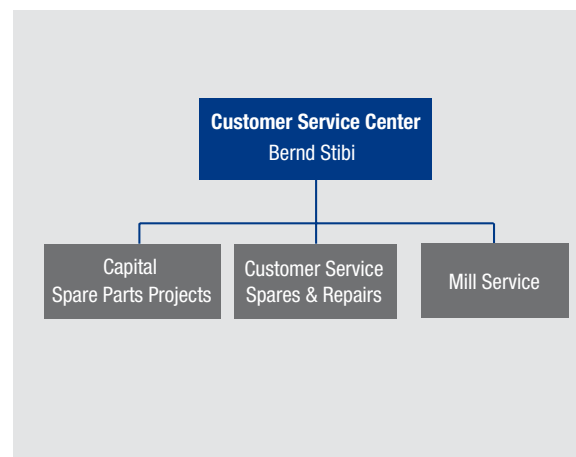 Customer Service Center
Bernd Stibi
Capital
Spare Parts Projects
Customer Service
Spares & Repairs
Mill Service